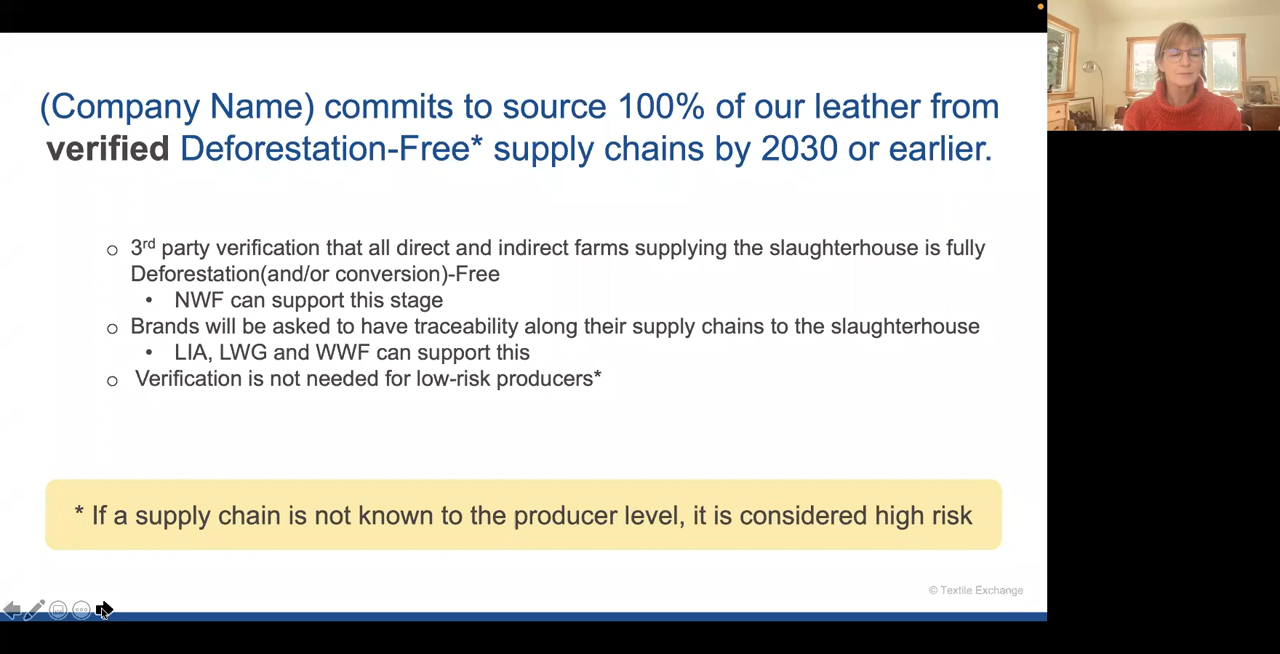 (Company Name) commits to source 100% of our leather from
verified Deforestation-Free* supply chains by 2030 or earlier.
○ 3rd party verification that all direct and indirect farms supplying the slaughterhouse is fully
Deforestation(and/or conversion)-Free
• NWF can support this stage
○ Brands will be asked to have traceability along their supply chains to the slaughterhouse
• LIA, LWG and WWF can support this
○ Verification is not needed for low-risk producers*
* If a supply chain is not known to the producer level, it is considered high risk
© Textile Exchange